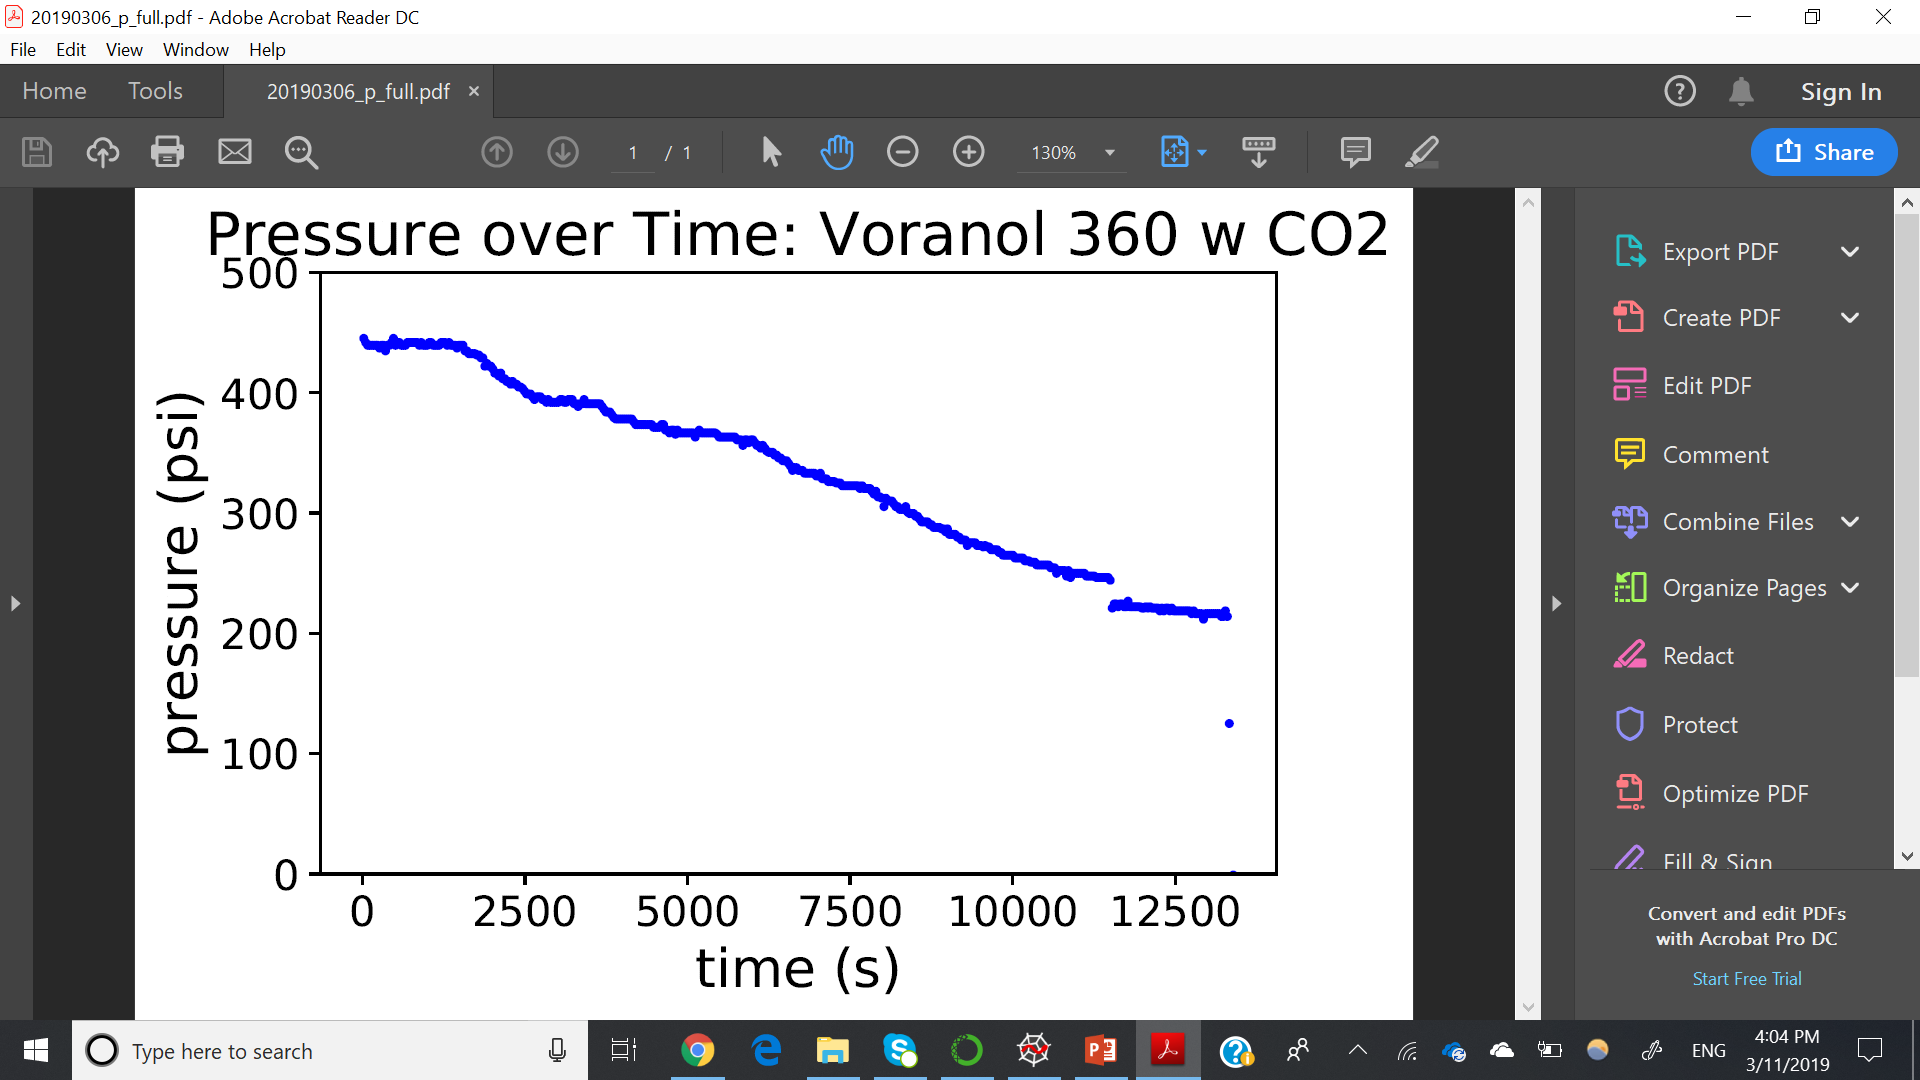 20190306_p_full.pdf - Adobe Acrobat Reader DC
File Edit View Window Help
Home Tools 20190306_p_full.pdf × ? Sign In
1 / 1 130% Share
Pressure over Time: Voranol 360 w CO2
500
400
300
200
100
0
pressure (psi)
0 2500 5000 7500 10000 12500
time (s)
Export PDF
Create PDF
Edit PDF
Comment
Combine Files
Organize Pages
Redact
Protect
Optimize PDF
Fill & Sign
Convert and edit PDFs
with Acrobat Pro DC
Start Free Trial
Type here to search
ENG
4:04 PM
3/11/2019